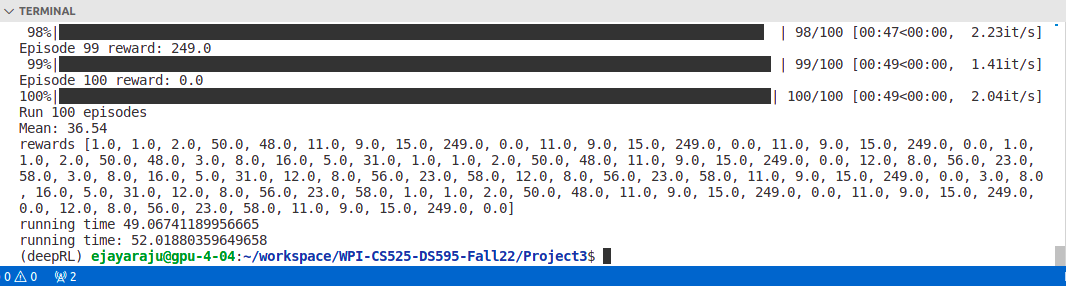 TERMINAL
98%| | 98/100 [00:47<00:00, 2.23it/s]
Episode 99 reward: 249.0
99%| | 99/100 [00:49<00:00, 1.41it/s]
Episode 100 reward: 0.0
100%| | 100/100 [00:49<00:00, 2.04it/s]
Run 100 episodes
Mean: 36.54
rewards [1.0, 1.0, 2.0, 50.0, 48.0, 11.0, 9.0, 15.0, 249.0, 0.0, 11.0, 9.0, 15.0, 249.0, 0.0, 11.0, 9.0, 15.0, 249.0, 0.0, 1.0,
1.0, 2.0, 50.0, 48.0, 3.0, 8.0, 16.0, 5.0, 31.0, 1.0, 1.0, 2.0, 50.0, 48.0, 11.0, 9.0, 15.0, 249.0, 0.0, 12.0, 8.0, 56.0, 23.0,
58.0, 3.0, 8.0, 16.0, 5.0, 31.0, 12.0, 8.0, 56.0, 23.0, 58.0, 12.0, 8.0, 56.0, 23.0, 58.0, 11.0, 9.0, 15.0, 249.0, 0.0, 3.0, 8.0
, 16.0, 5.0, 31.0, 12.0, 8.0, 56.0, 23.0, 58.0, 1.0, 1.0, 2.0, 50.0, 48.0, 11.0, 9.0, 15.0, 249.0, 0.0, 11.0, 9.0, 15.0, 249.0,
0.0, 12.0, 8.0, 56.0, 23.0, 58.0, 11.0, 9.0, 15.0, 249.0, 0.0]
running time 49.06741189956665
running time: 52.01880359649658
(deepRL) ejayaraju@gpu-4-04:~/workspace/WPI-CS525-DS595-Fall22/Project3$
0 0 2